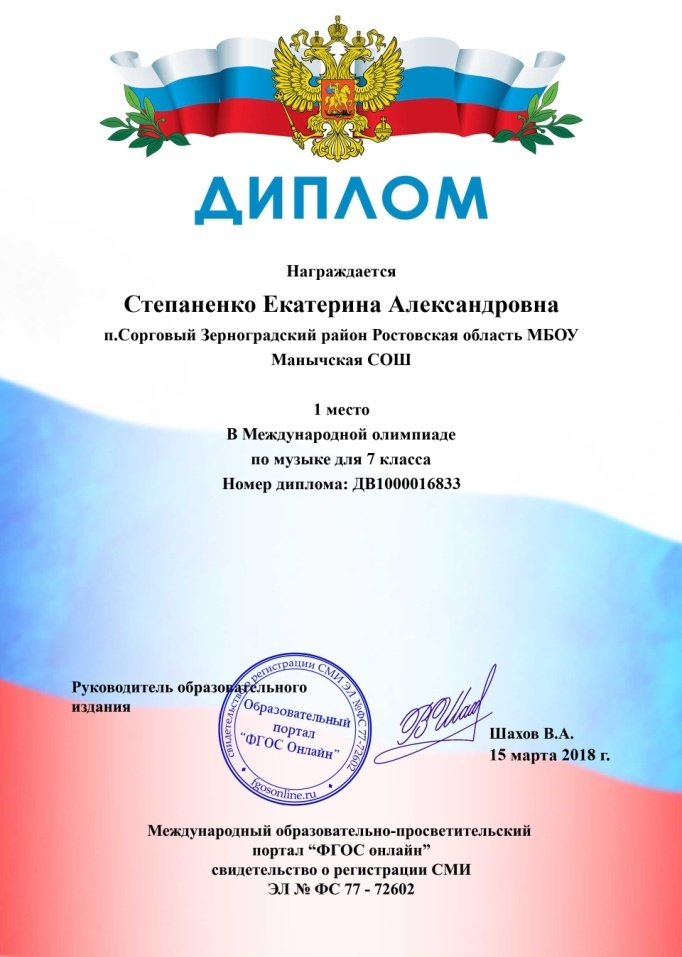 ДИПЛОМ
Награждается
Степаненко Екатерина Александровна
п.Сорговый Зерноградский район Ростовская область МБОУ
Манычская СОШ
1 место
В Международной олимпиаде
по музыке для 7 класса
Номер диплома: ДВ1000016833
Руководитель образовательного
издания
свидетельство о регистрации СМИ ЭЛ №ФС 77-72602
Образовательный
портал
“ФГОС Онлайн”
fgosonline.ru
Шахов В.А.
15 марта 2018 г.
Международный образовательно-просветительский
портал “ФГОС онлайн”
свидетельство о регистрации СМИ
ЭЛ № ФС 77 - 72602